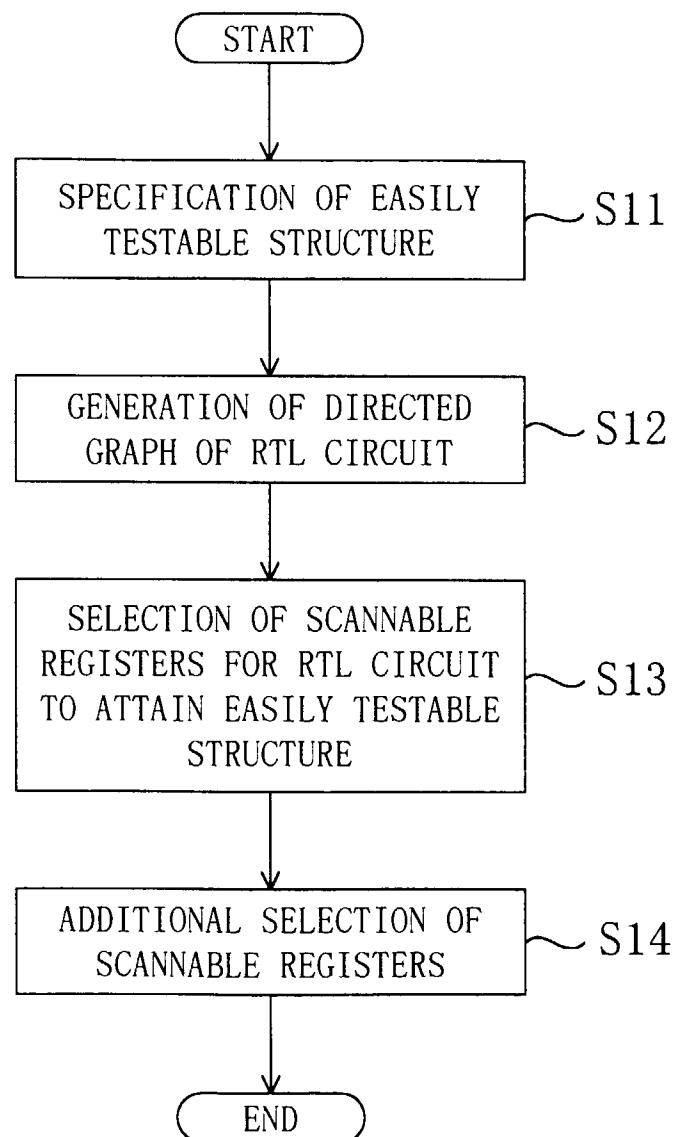 START
SPECIFICATION OF EASILY
TESTABLE STRUCTURE
S11
GENERATION OF DIRECTED
GRAPH OF RTL CIRCUIT
S12
SELECTION OF SCANNABLE
REGISTERS FOR RTL CIRCUIT
TO ATTAIN EASILY TESTABLE
STRUCTURE
S13
ADDITIONAL SELECTION OF
SCANNABLE REGISTERS
S14
END